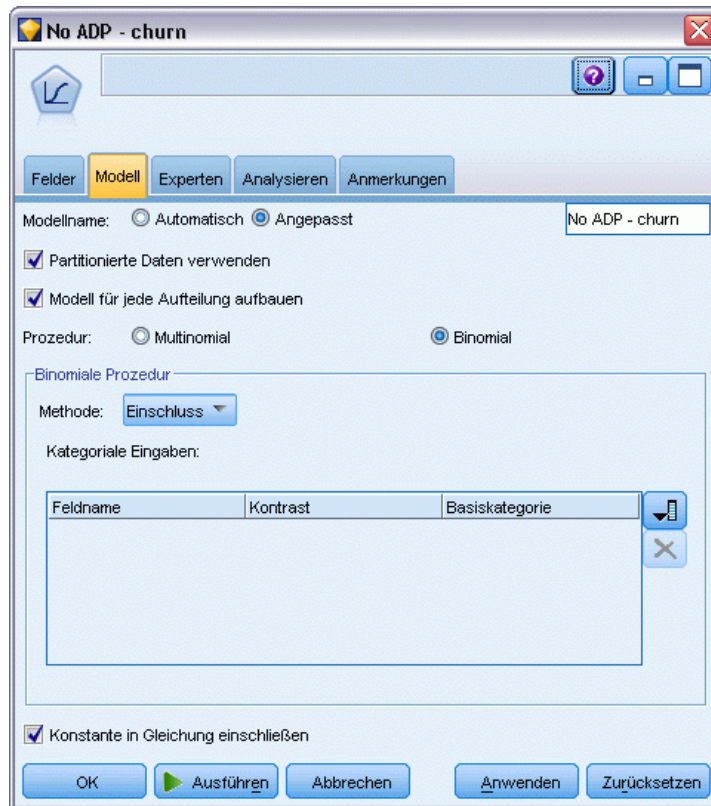 No ADP - churn
Felder Modell Experten Analysieren Anmerkungen
Modellname: Automatisch Angepasst No ADP - churn
Partitionierte Daten verwenden
Modell für jede Aufteilung aufbauen
Prozedur: Multinomial Binomial
Binomiale Prozedur
Methode: Einschluss
Kategoriale Eingaben:
Feldname Kontrast Basiskategorie
Konstante in Gleichung einschließen
OK Ausführen Abbrechen Anwenden Zurücksetzen